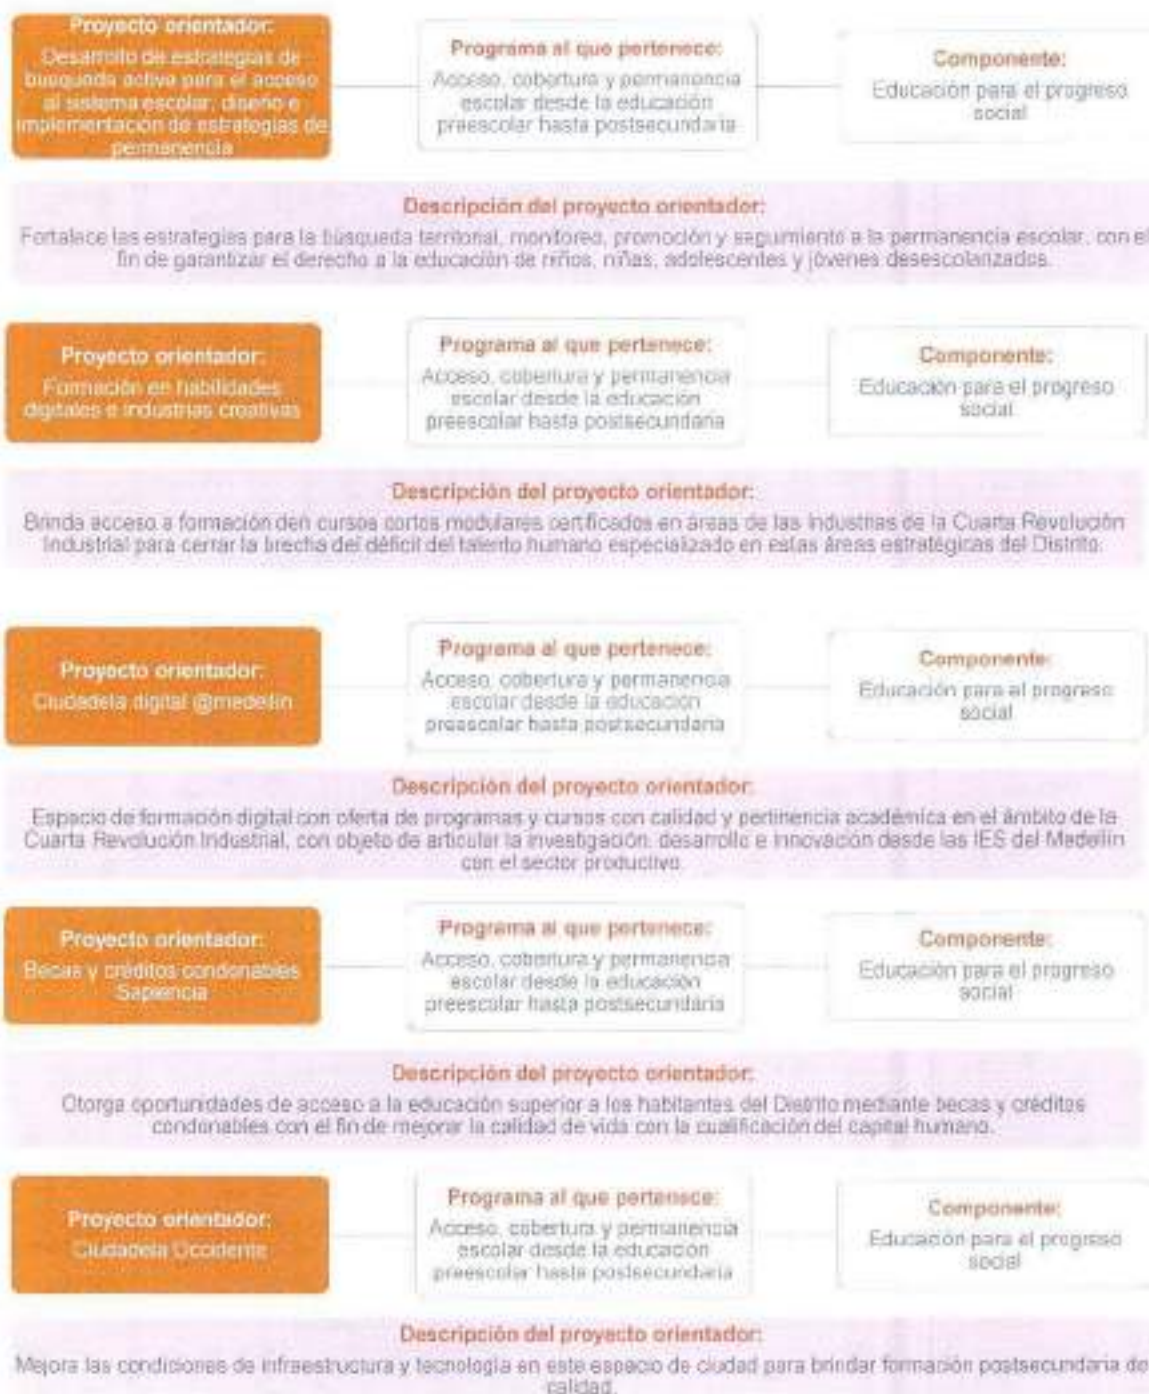 Proyecto orientador:
Desarrollo de estrategias de
búsqueda activa para el acceso
al sistema escolar, diseño e
implementación de estrategias de
permanencia
Programa al que pertenece:
Acceso, cobertura y permanencia
escolar desde la educación
preescolar hasta postsecundaria
Componente:
Educación para el progreso
social
Descripción del proyecto orientador:
Fortalece las estrategias para la búsqueda territorial, monitoreo, promoción y seguimiento a la permanencia escolar, con el
fin de garantizar el derecho a la educación de niños, niñas, adolescentes y jóvenes desescolarizados.
Proyecto orientador:
Formación en habilidades
digitales e industrias creativas
Programa al que pertenece:
Acceso, cobertura y permanencia
escolar desde la educación
preescolar hasta postsecundaria
Componente:
Educación para el progreso
social
Descripción del proyecto orientador:
Brinda acceso a formación den cursos cortos modulares certificados en áreas de las industrias de la Cuarta Revolución
Industrial para cerrar la brecha del déficit del talento humano especializado en estas áreas estratégicas del Distrito.
Proyecto orientador:
Ciudadela digital @medellín
Programa al que pertenece:
Acceso, cobertura y permanencia
escolar desde la educación
preescolar hasta postsecundaria
Componente:
Educación para el progreso
social
Descripción del proyecto orientador:
Espacio de formación digital con oferta de programas y cursos con calidad y pertinencia académica en el ámbito de la
Cuarta Revolución Industrial, con objeto de articular la investigación, desarrollo e innovación desde las IES del Medellín
con el sector productivo.
Proyecto orientador:
Becas y créditos condonables
Sapiencia
Programa al que pertenece:
Acceso, cobertura y permanencia
escolar desde la educación
preescolar hasta postsecundaria
Componente:
Educación para el progreso
social
Descripción del proyecto orientador:
Otorga oportunidades de acceso a la educación superior a los habitantes del Distrito mediante becas y créditos
condonables con el fin de mejorar la calidad de vida con la cualificación del capital humano.
Proyecto orientador:
Ciudadela Occidente
Programa al que pertenece:
Acceso, cobertura y permanencia
escolar desde la educación
preescolar hasta postsecundaria
Componente:
Educación para el progreso
social
Descripción del proyecto orientador:
Mejora las condiciones de infraestructura y tecnología en este espacio de ciudad para brindar formación postsecundaria de
calidad.